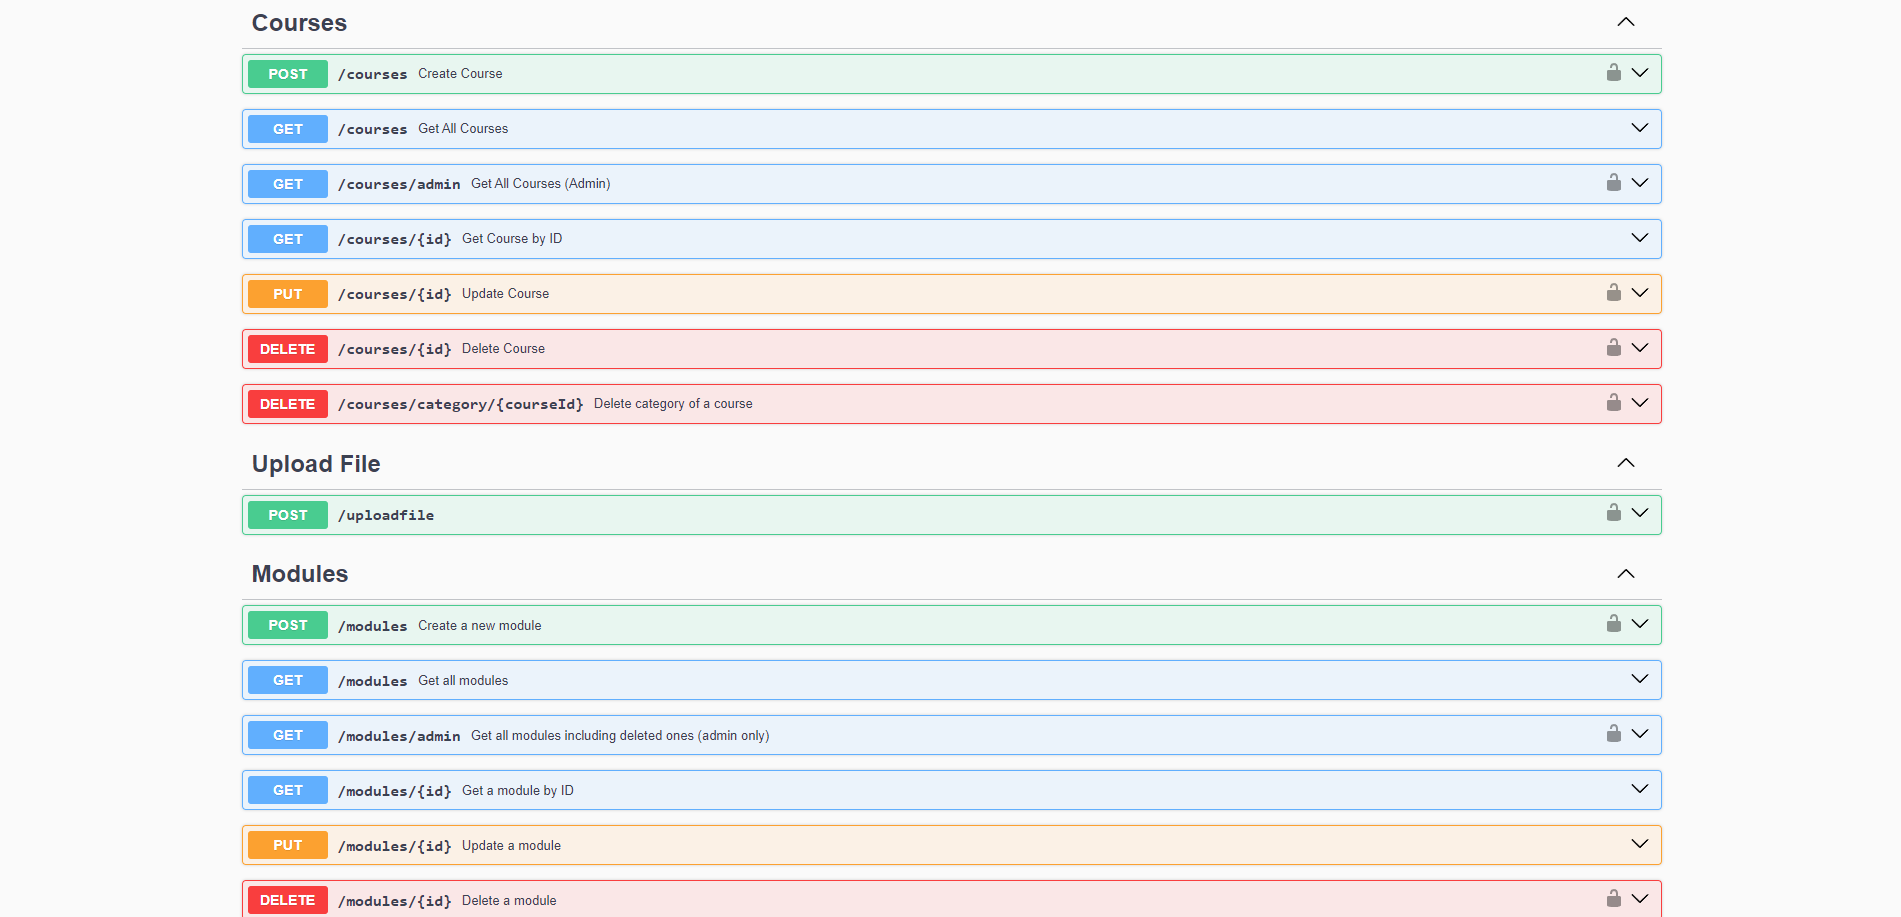 Courses
POST /courses Create Course
GET /courses Get All Courses
GET /courses/admin Get All Courses (Admin)
GET /courses/{id} Get Course by ID
PUT /courses/{id} Update Course
DELETE /courses/{id} Delete Course
DELETE /courses/category/{courseId} Delete category of a course
Upload File
POST /uploadfile
Modules
POST /modules Create a new module
GET /modules Get all modules
GET /modules/admin Get all modules including deleted ones (admin only)
GET /modules/{id} Get a module by ID
PUT /modules/{id} Update a module
DELETE /modules/{id} Delete a module